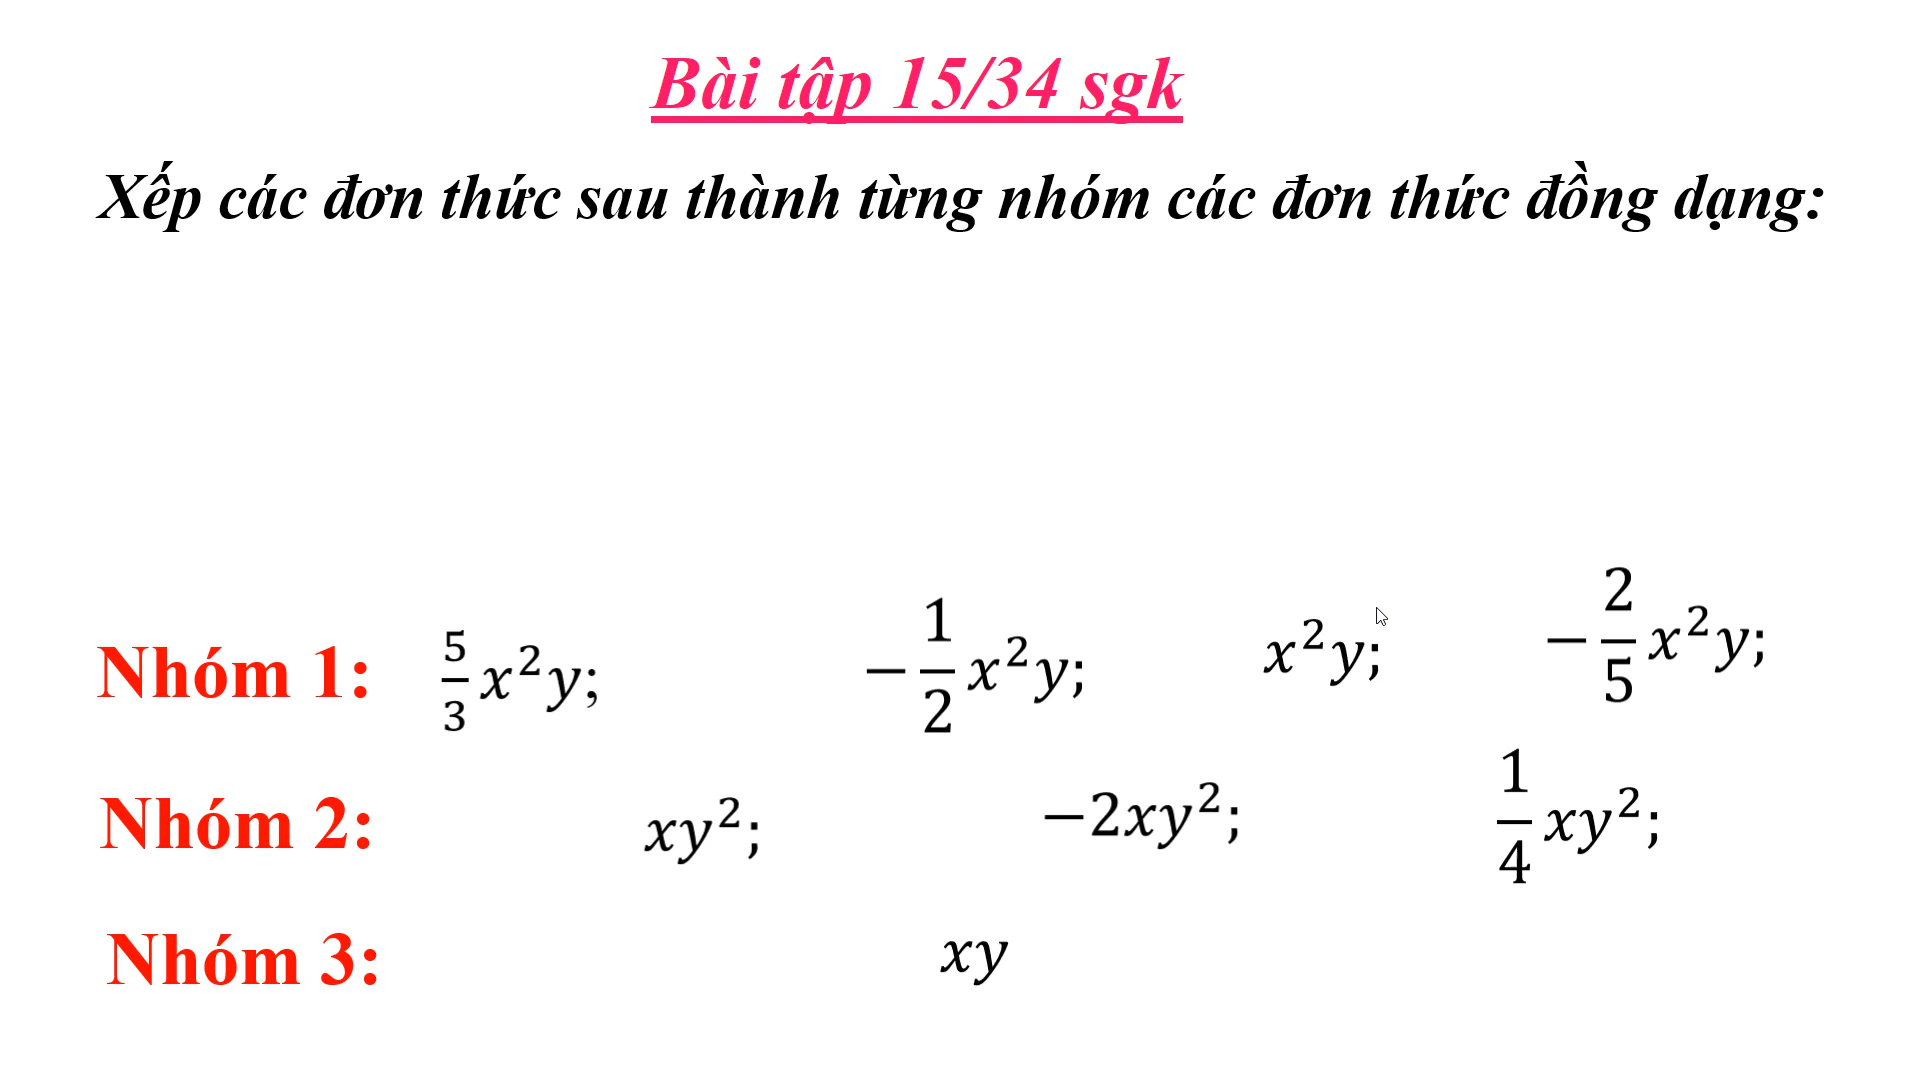 Bài tập 15/34 sgk
Xếp các đơn thức sau thành từng nhóm các đơn thức đồng dạng:
Nhóm 1: 5/3 x²y; −1/2 x²y; x²y; −2/5 x²y;
Nhóm 2: xy²; −2xy²; 1/4 xy²;
Nhóm 3: xy